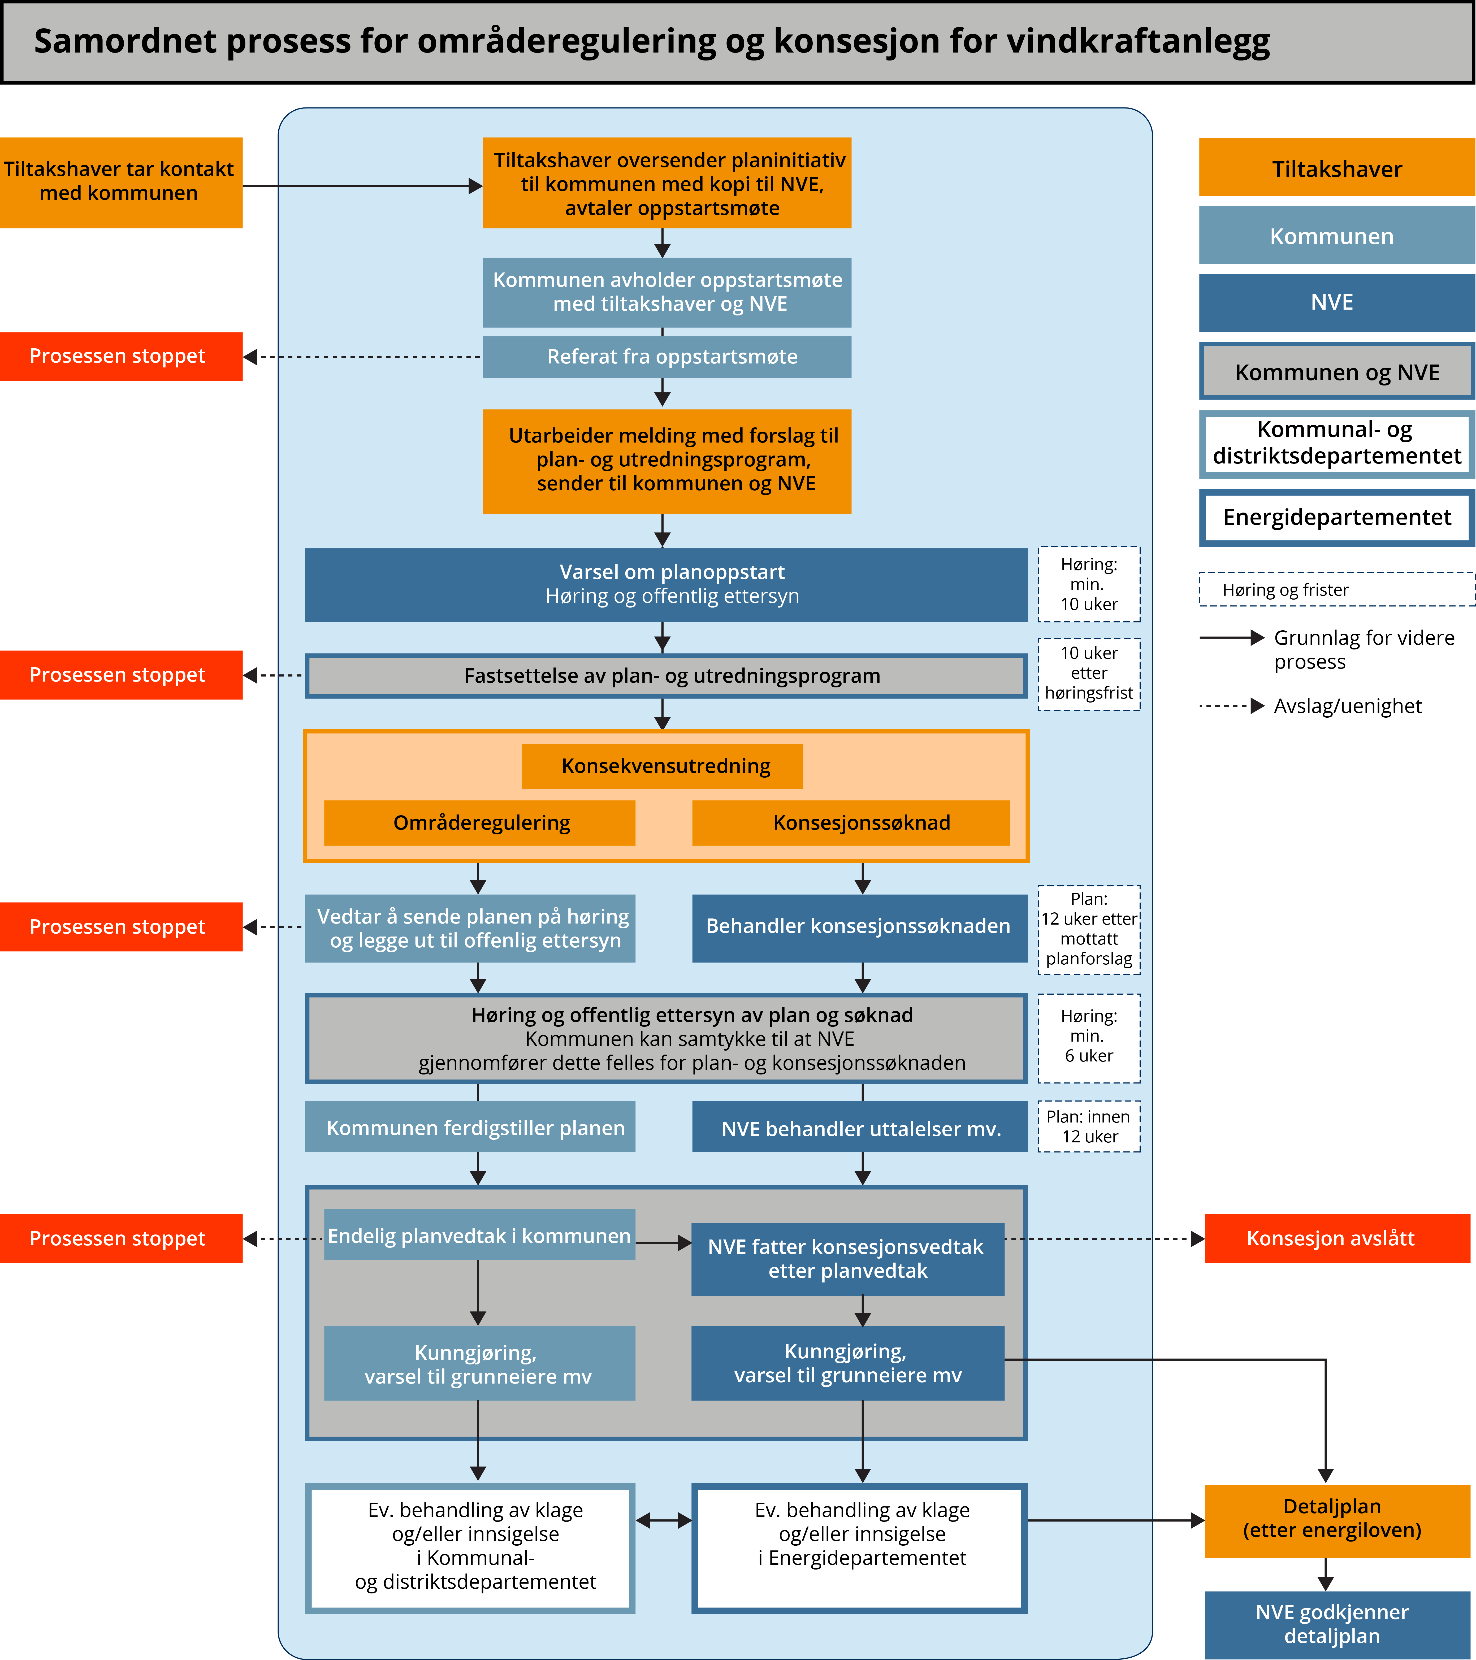 Samordnet prosess for områderegulering og konsesjon for vindkraftanlegg
Tiltakshaver tar kontakt
med kommunen
Tiltakshaver oversender planinitiativ
til kommunen med kopi til NVE,
avtaler oppstartsmøte
Kommunen avholder oppstartsmøte
med tiltakshaver og NVE
Prosessen stoppet
Referat fra oppstartsmøte
Utarbeider melding med forslag til
plan- og utredningsprogram,
sender til kommunen og NVE
Varsel om planoppstart
Høring og offentlig ettersyn
Høring:
min.
10 uker
Prosessen stoppet
Fastsettelse av plan- og utredningsprogram
10 uker
etter
høringsfrist
Konsekvensutredning
Områderegulering
Konsesjonssøknad
Prosessen stoppet
Vedtar å sende planen på høring
og legge ut til offenlig ettersyn
Behandler konsesjonssøknaden
Plan:
12 uker etter
mottatt
planforslag
Høring og offentlig ettersyn av plan og søknad
Kommunen kan samtykke til at NVE
gjennomfører dette felles for plan- og konsesjonssøknaden
Høring:
min.
6 uker
Kommunen ferdigstiller planen
NVE behandler uttalelser mv.
Plan: innen
12 uker
Prosessen stoppet
Endelig planvedtak i kommunen
NVE fatter konsesjonsvedtak
etter planvedtak
Konsesjon avslått
Kunngjøring,
varsel til grunneiere mv
Kunngjøring,
varsel til grunneiere mv
Ev. behandling av klage
og/eller innsigelse
i Kommunal-
og distriktsdepartementet
Ev. behandling av klage
og/eller innsigelse
i Energidepartementet
Detaljplan
(etter energiloven)
NVE godkjenner
detaljplan
Tiltakshaver
Kommunen
NVE
Kommunen og NVE
Kommunal- og
distriktsdepartementet
Energidepartementet
Høring og frister
Grunnlag for videre
prosess
Avslag/uenighet